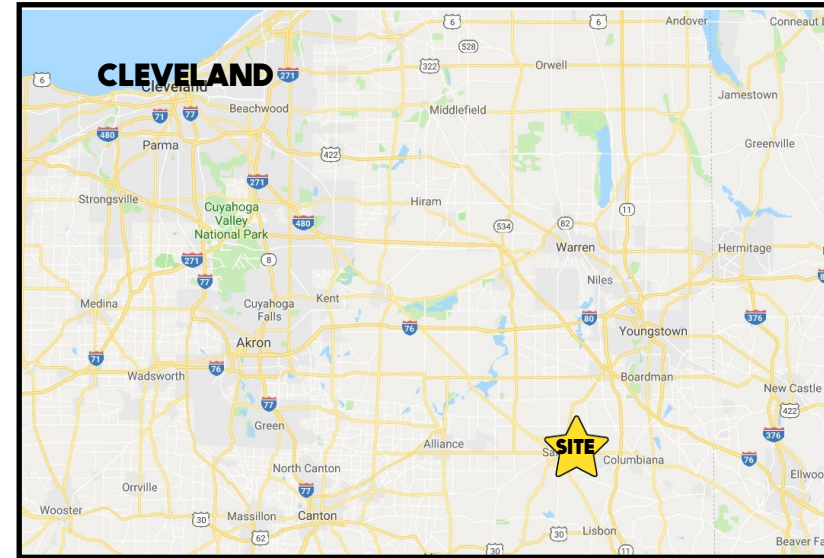 6
6
Andover
Conneaut L
528
322
Orwell
CLEVELAND
271
Cleveland
6
Jamestown
Beachwood
Middlefield
71
77
480
Parma
Greenville
422
271
Strongsville
Cuyahoga
Valley
National Park
Hiram
11
480
534
82
Warren
Hermitage
271
8
77
Niles
Medina
Cuyahoga
Falls
Kent
76
80
376
Youngstown
Akron
71
76
Wadsworth
Boardman
New Castle
77
422
Green
376
Alliance
SITE
Sa
Columbiana
76
North Canton
Ellwoo
77
Orrville
Wooster
30
Massillon
Canton
62
30
Lisbon
30
11
Beaver Fa